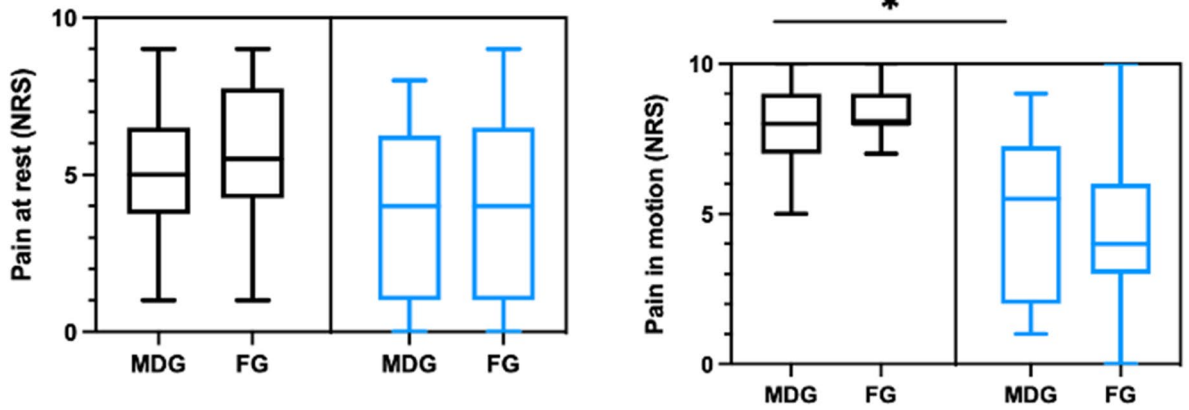 *
10
5
0
Pain at rest (NRS)
MDG FG MDG FG
10
5
0
Pain in motion (NRS)
MDG FG MDG FG